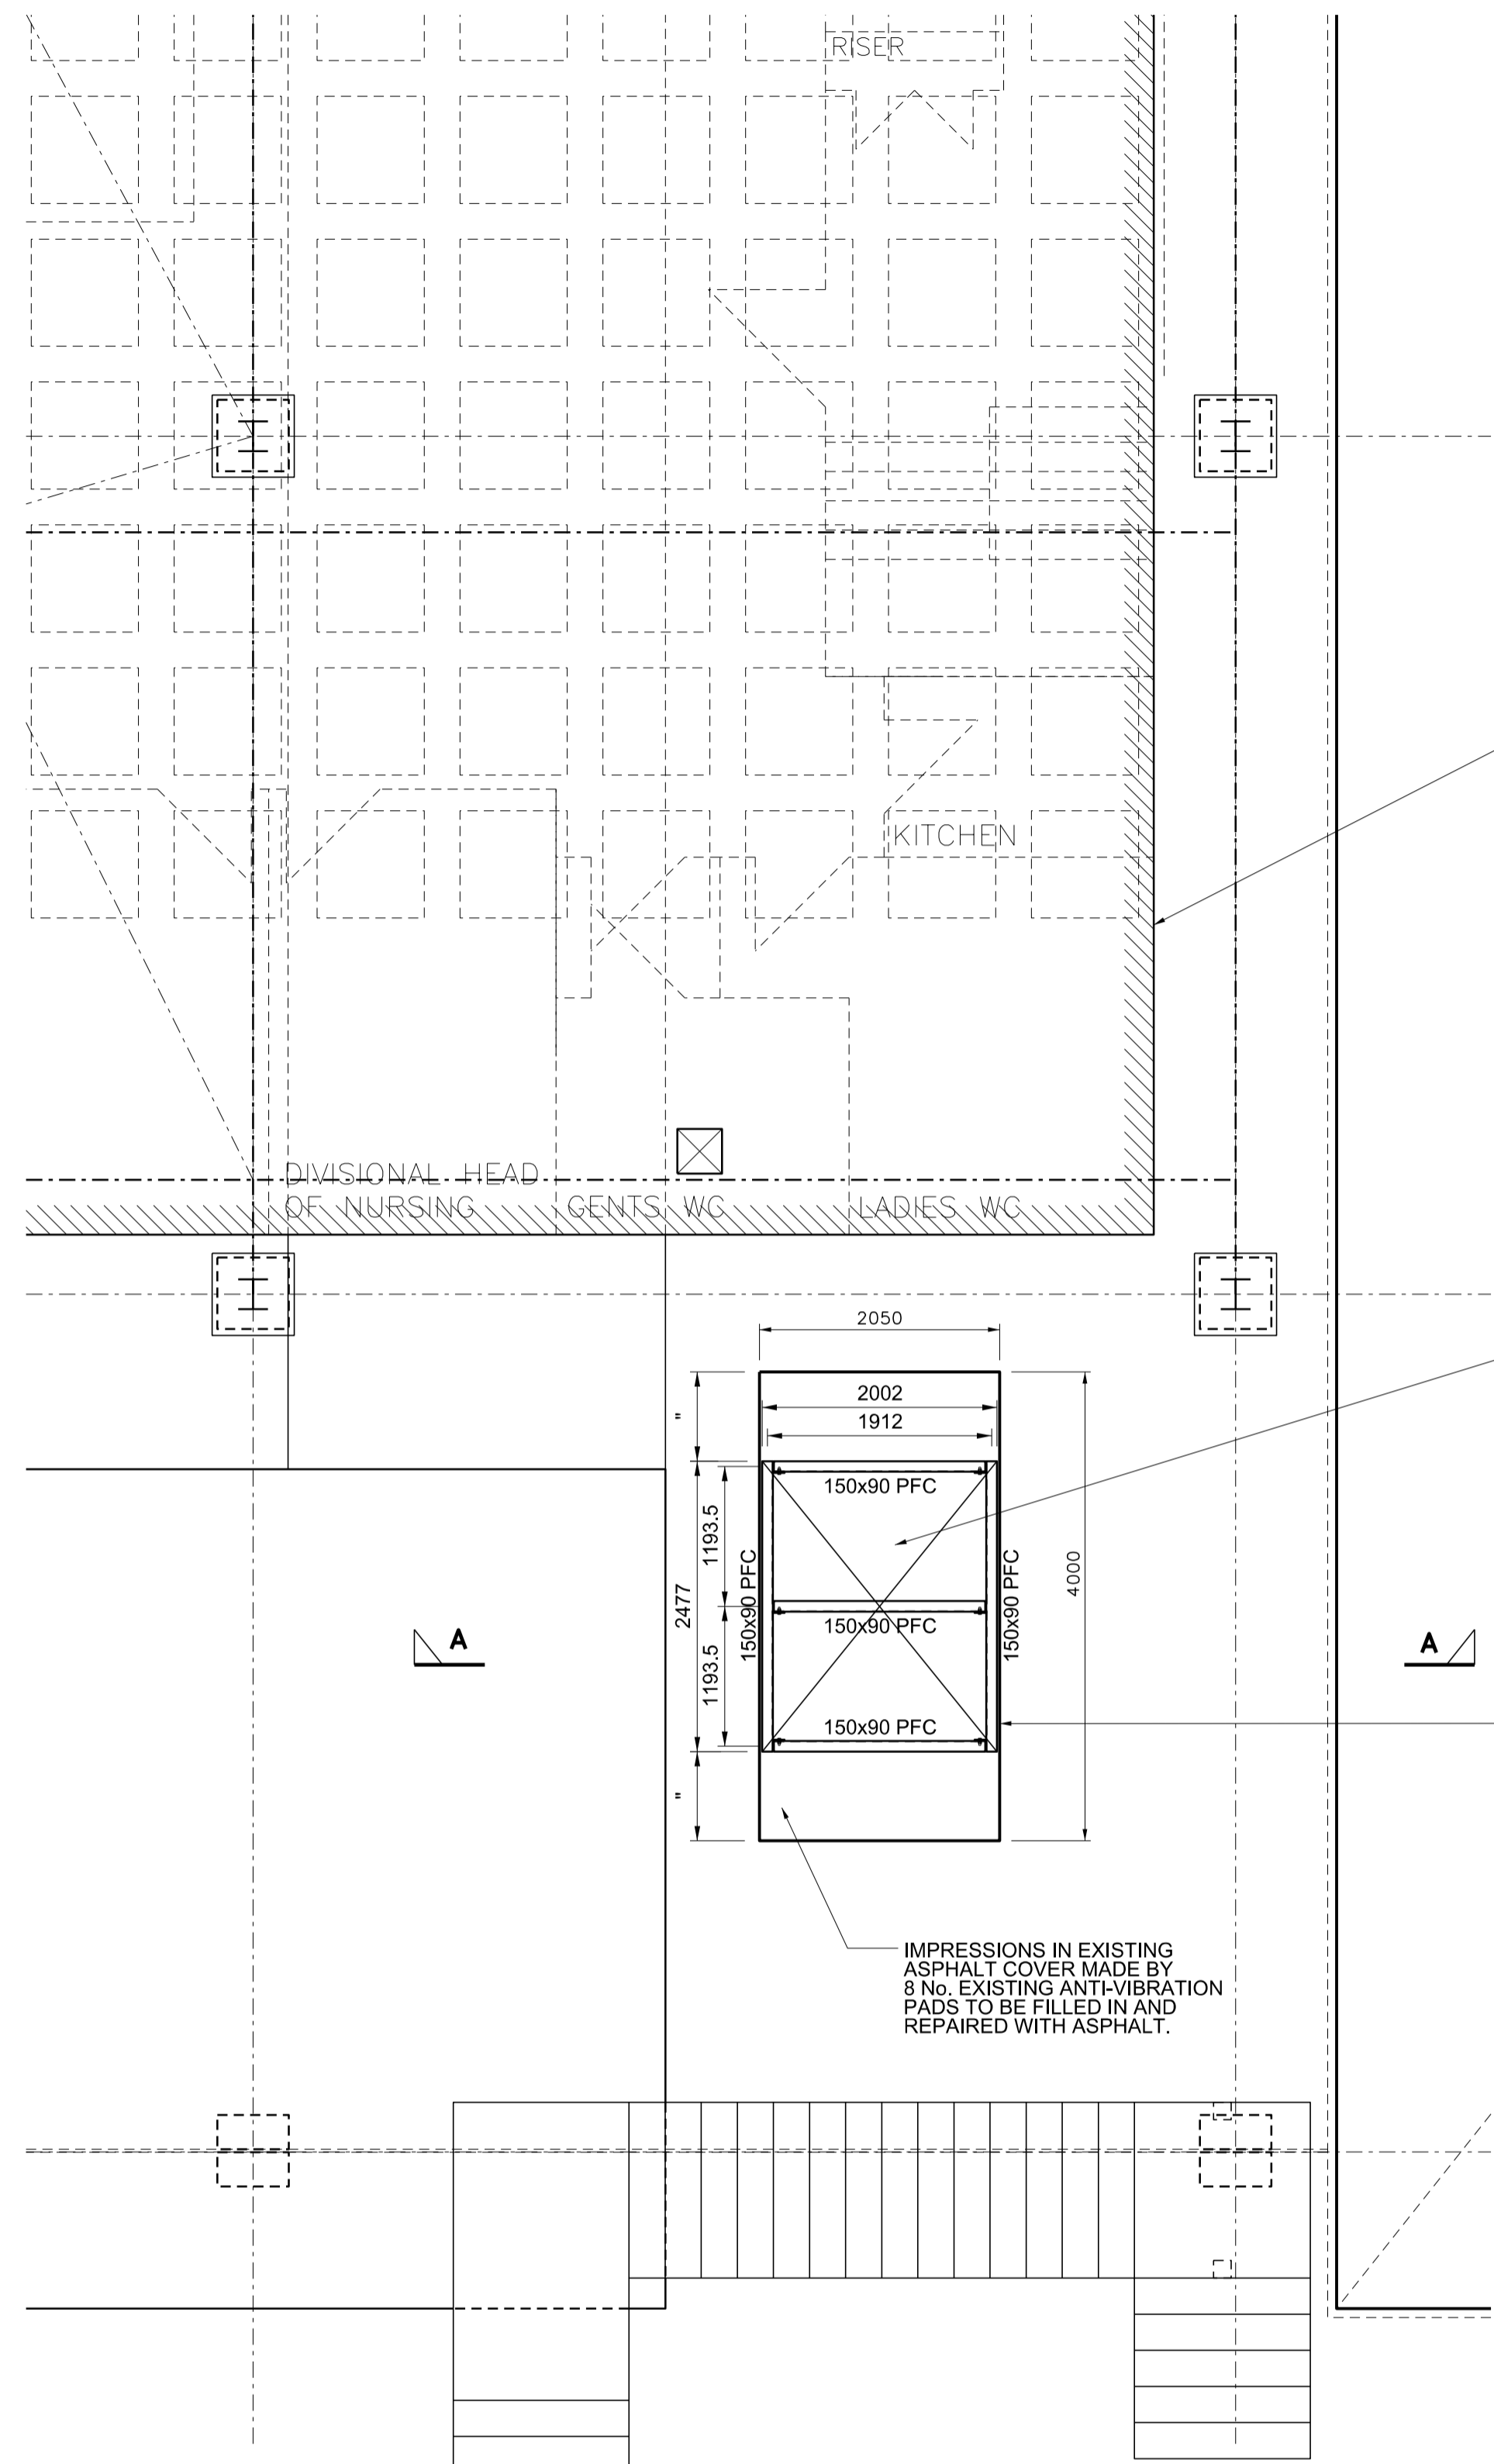 RISER
KITCHEN
DIVISIONAL HEAD
OF NURSING
GENTS WC
LADIES WC
2050
2002
1912
"
150x90 PFC
1193.5
2477
150x90 PFC
150x90 PFC
4000
150x90 PFC
1193.5
A
A
150x90 PFC
"
IMPRESSIONS IN EXISTING
ASPHALT COVER MADE BY
8 No. EXISTING ANTI-VIBRATION
PADS TO BE FILLED IN AND
REPAIRED WITH ASPHALT.